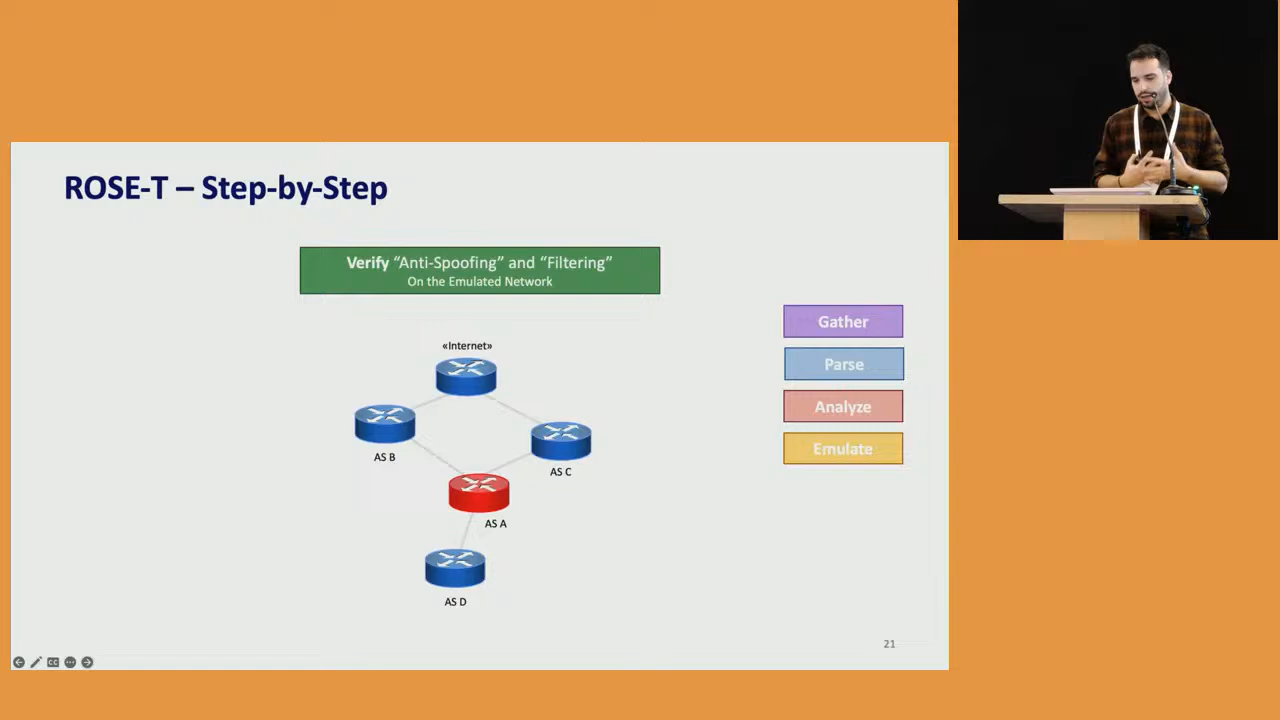 ROSE-T – Step-by-Step
Verify “Anti-Spoofing” and “Filtering”
On the Emulated Network
Gather
Parse
Analyze
Emulate
«Internet»
AS B
AS C
AS A
AS D
21
CC